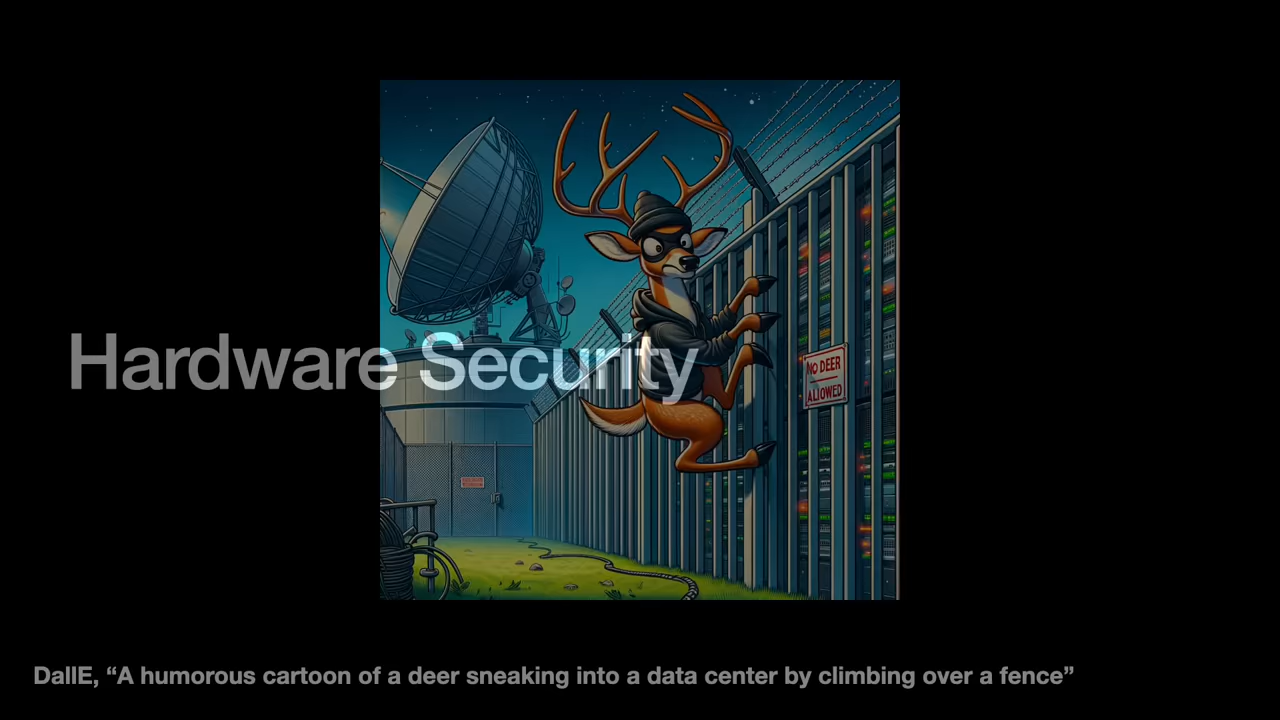 Hardware Security
NO DEER
ALLOWED
DallE, “A humorous cartoon of a deer sneaking into a data center by climbing over a fence”